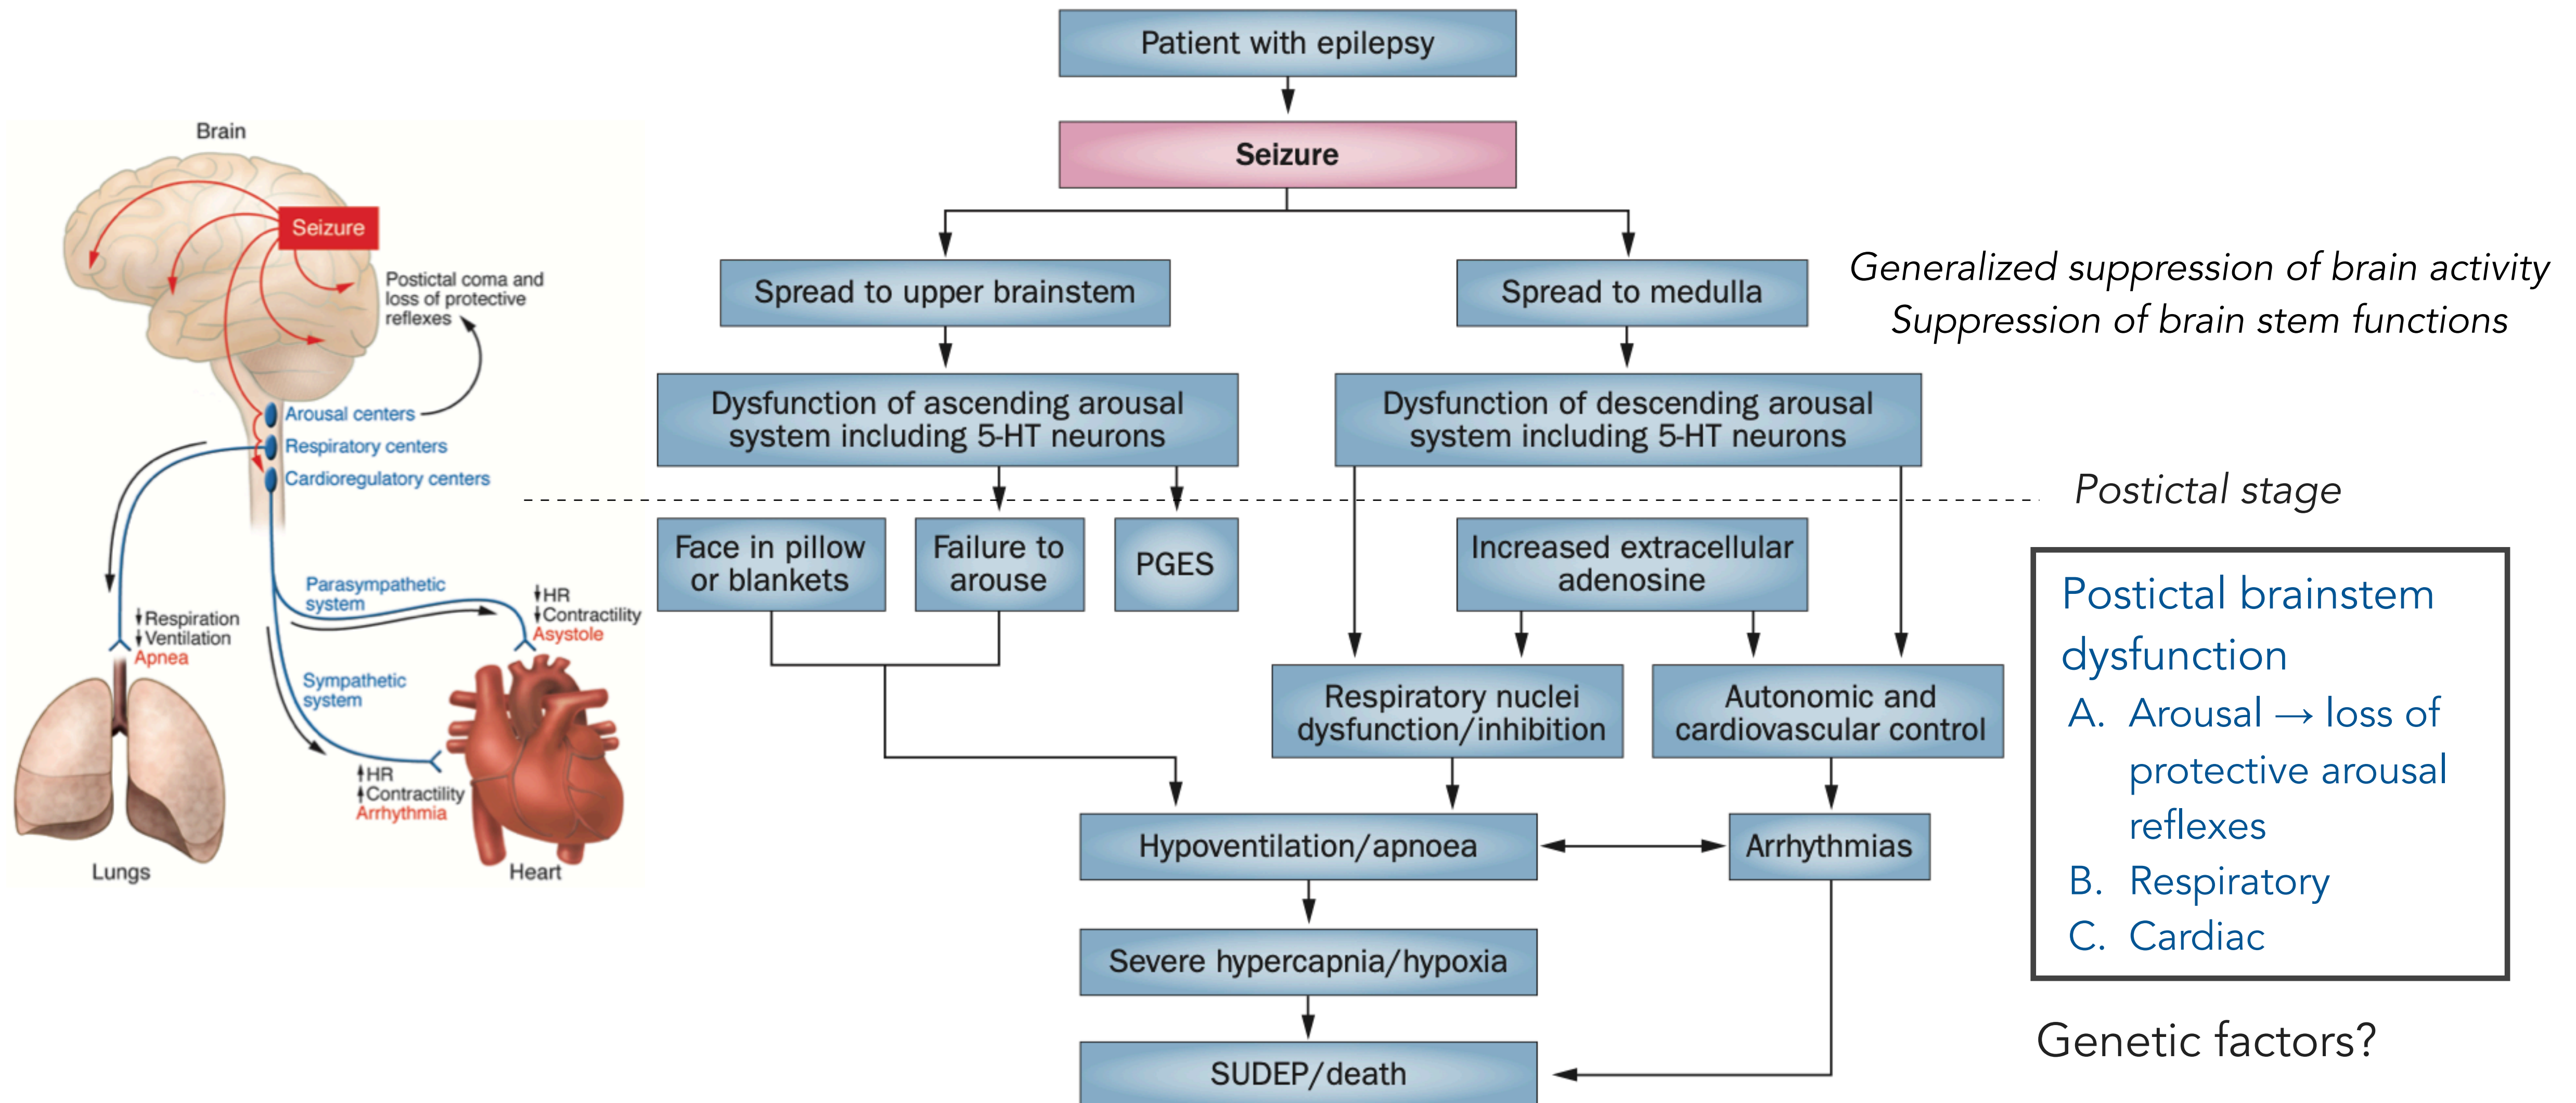 Brain
Seizure
Postictal coma and
loss of protective
reflexes
Arousal centers
Respiratory centers
Cardioregulatory centers
Parasympathetic
system
↓HR
↓Contractility
Asystole
↓Respiration
↓Ventilation
Apnea
Sympathetic
system
↑HR
↑Contractility
Arrhythmia
Lungs
Heart
Patient with epilepsy
Seizure
Spread to upper brainstem
Spread to medulla
Generalized suppression of brain activity
Suppression of brain stem functions
Dysfunction of ascending arousal
system including 5-HT neurons
Dysfunction of descending arousal
system including 5-HT neurons
Postictal stage
Face in pillow
or blankets
Failure to
arouse
PGES
Increased extracellular
adenosine
Respiratory nuclei
dysfunction/inhibition
Autonomic and
cardiovascular control
Hypoventilation/apnoea
Arrhythmias
Severe hypercapnia/hypoxia
SUDEP/death
Postictal brainstem
dysfunction
A. Arousal → loss of
protective arousal
reflexes
B. Respiratory
C. Cardiac
Genetic factors?